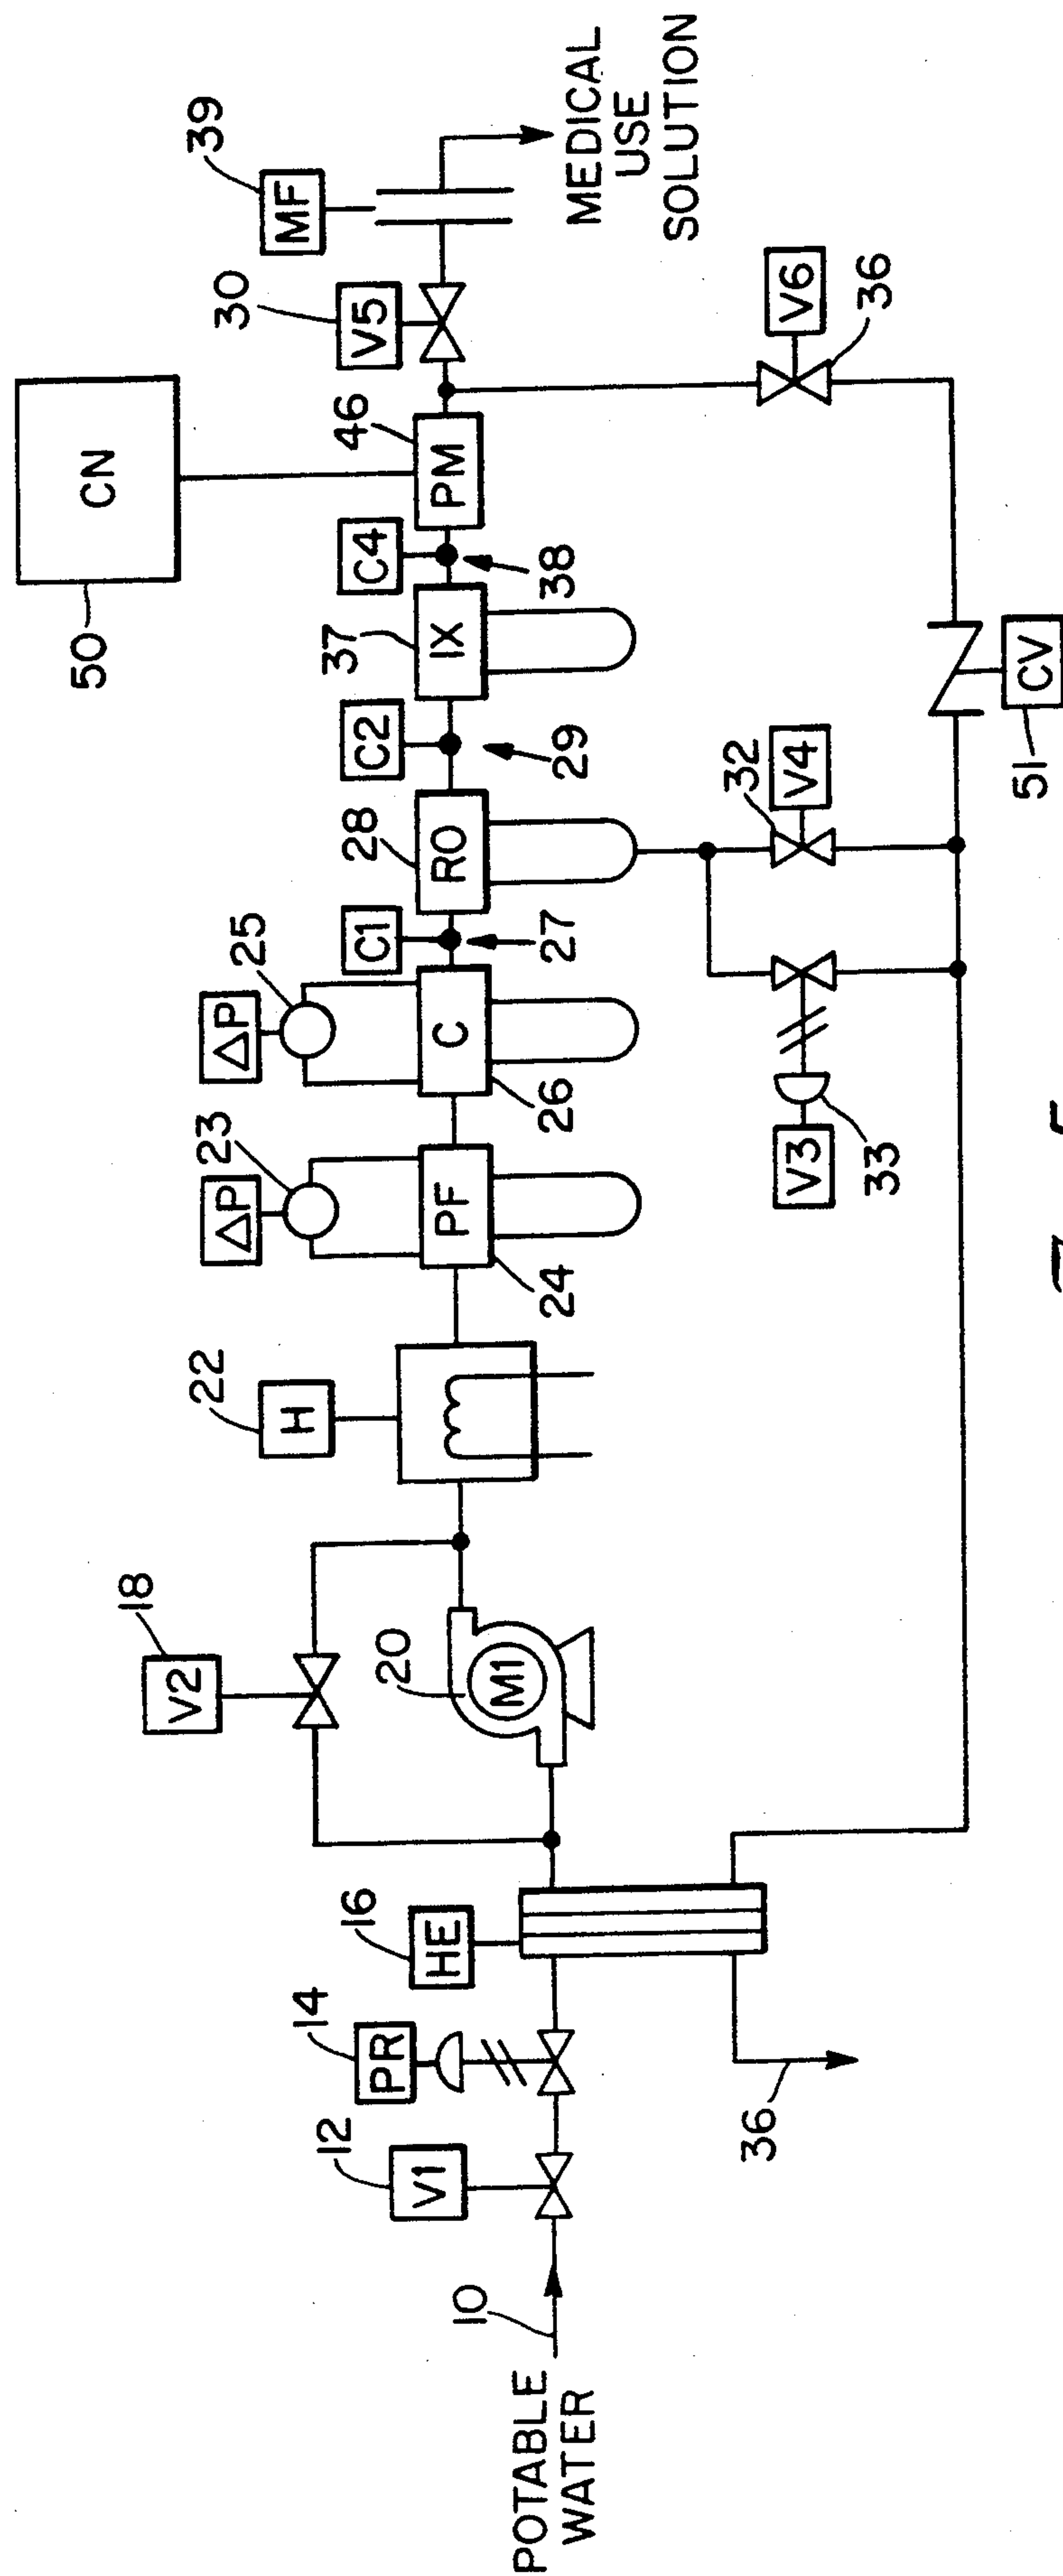 POTABLE
WATER
10
12
V1
14
PR
16
HE
36
18
V2
20
M1
22
H
ΔP
23
PF
24
ΔP
25
C
26
C1
27
28
RO
C2
29
37
IX
C4
38
46
PM
50
CN
30
V5
39
MF
MEDICAL
USE
SOLUTION
V3
33
32
V4
V6
36
CV
51